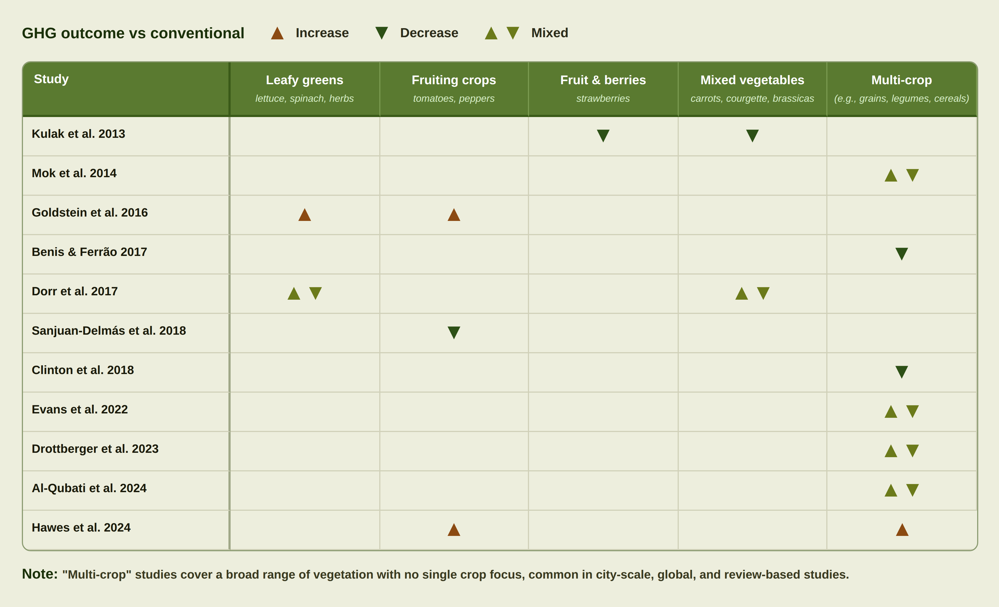 GHG outcome vs conventional Increase Decrease Mixed
Study Leafy greens Fruiting crops Fruit & berries Mixed vegetables Multi-crop
lettuce, spinach, herbs tomatoes, peppers strawberries carrots, courgette, brassicas (e.g., grains, legumes, cereals)
Kulak et al. 2013
Mok et al. 2014
Goldstein et al. 2016
Benis & Ferrão 2017
Dorr et al. 2017
Sanjuan-Delmás et al. 2018
Clinton et al. 2018
Evans et al. 2022
Drottberger et al. 2023
Al-Qubati et al. 2024
Hawes et al. 2024
Note: "Multi-crop" studies cover a broad range of vegetation with no single crop focus, common in city-scale, global, and review-based studies.